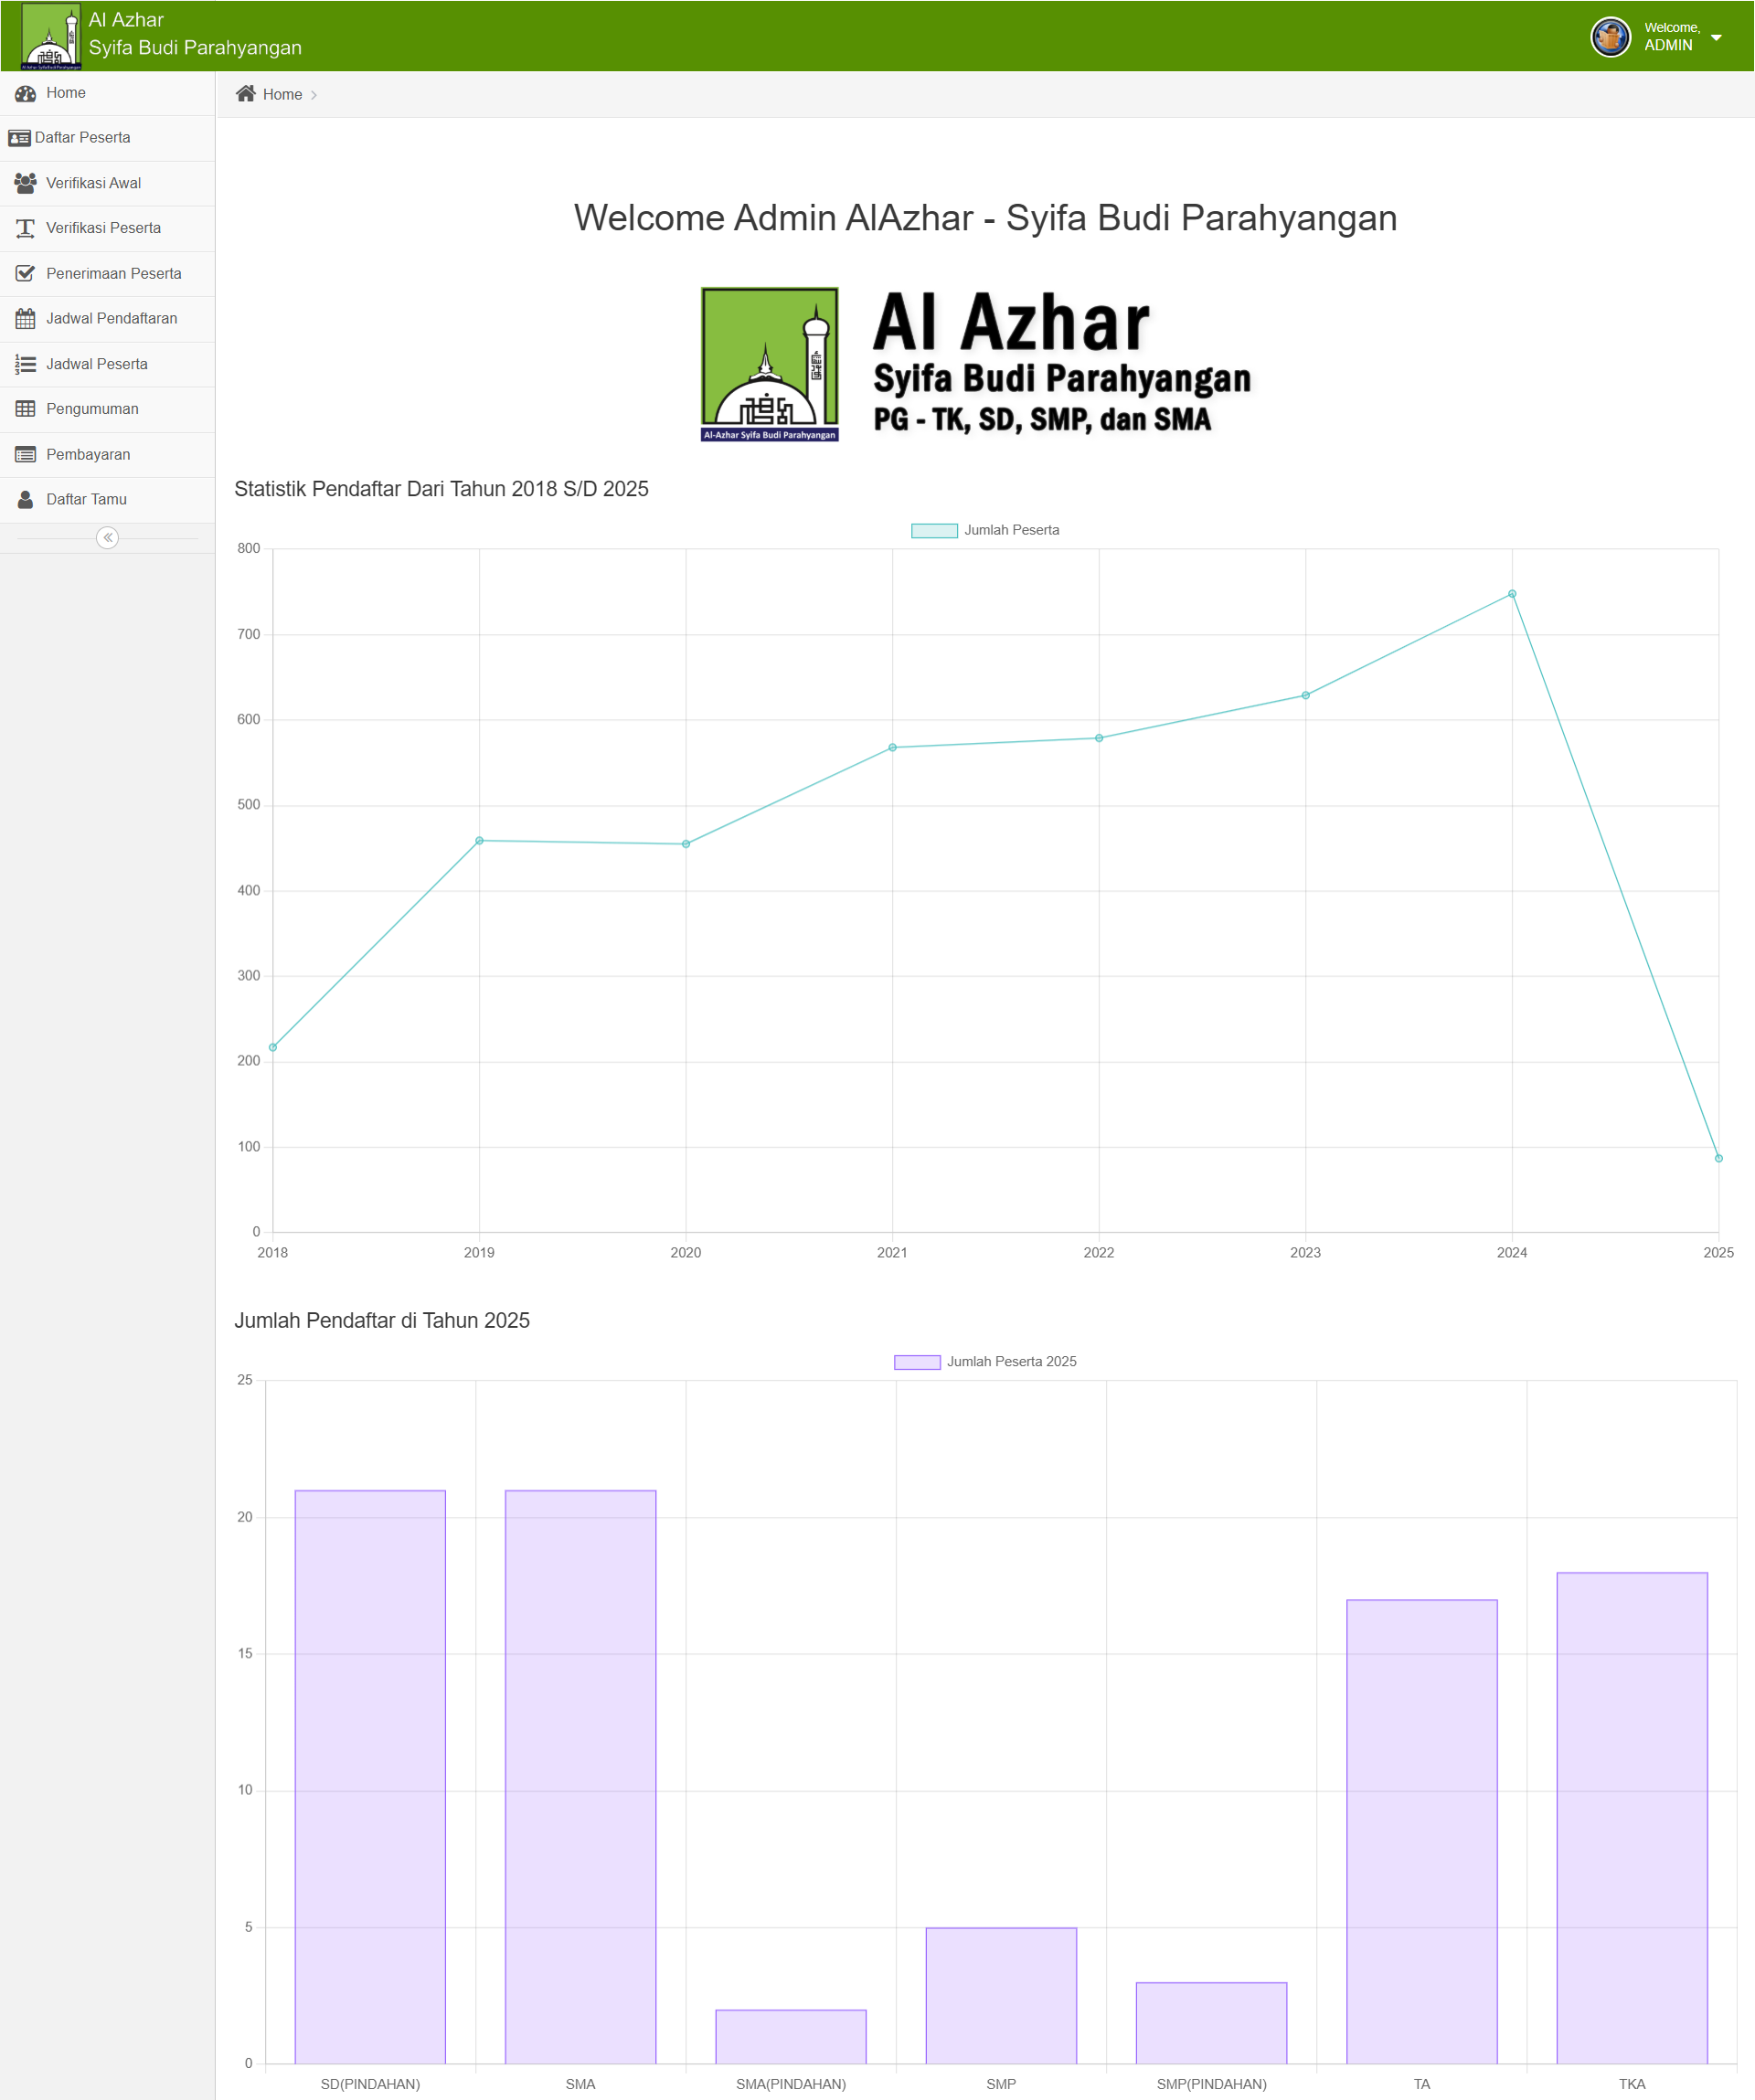 Al Azhar
Syifa Budi Parahyangan
Welcome,
ADMIN
Home
Daftar Peserta
Verifikasi Awal
Verifikasi Peserta
Penerimaan Peserta
Jadwal Pendaftaran
Jadwal Peserta
Pengumuman
Pembayaran
Daftar Tamu
Home
Welcome Admin AlAzhar - Syifa Budi Parahyangan
Al-Azhar Syifa Budi Parahyangan
Al Azhar
Syifa Budi Parahyangan
PG - TK, SD, SMP, dan SMA
Statistik Pendaftar Dari Tahun 2018 S/D 2025
Jumlah Peserta
800
700
600
500
400
300
200
100
0
2018 2019 2020 2021 2022 2023 2024 2025
Jumlah Pendaftar di Tahun 2025
Jumlah Peserta 2025
25
20
15
10
5
0
SD(PINDAHAN) SMA SMA(PINDAHAN) SMP SMP(PINDAHAN) TA TKA